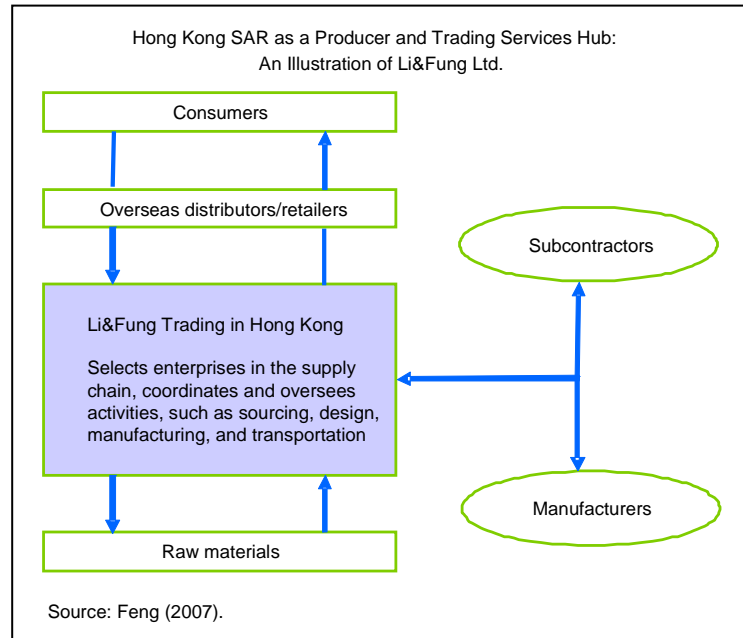 Hong Kong SAR as a Producer and Trading Services Hub:
An Illustration of Li&Fung Ltd.
Consumers
Overseas distributors/retailers
Subcontractors
Li&Fung Trading in Hong Kong
Selects enterprises in the supply
chain, coordinates and oversees
activities, such as sourcing, design,
manufacturing, and transportation
Manufacturers
Raw materials
Source: Feng (2007).